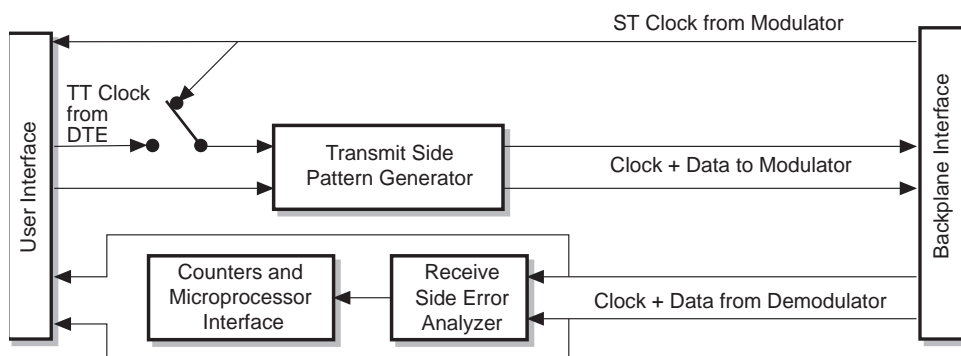 ST Clock from Modulator
User Interface
TT Clock
from
DTE
Transmit Side
Pattern Generator
Clock + Data to Modulator
Backplane Interface
Counters and
Microprocessor
Interface
Receive
Side Error
Analyzer
Clock + Data from Demodulator